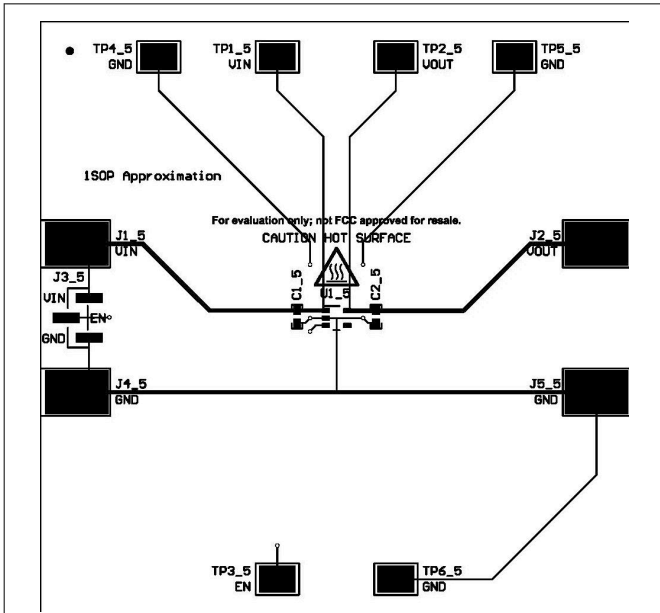 TP4_5
GND
TP1_5
VIN
TP2_5
VOUT
TP5_5
GND
1SOP Approximation
For evaluation only; not FCC approved for resale.
CAUTION HOT SURFACE
J1_5
VIN
J2_5
VOUT
J3_5
VIN
EN
GND
C1_5
U1_5
C2_5
J4_5
GND
J5_5
GND
TP3_5
EN
TP6_5
GND